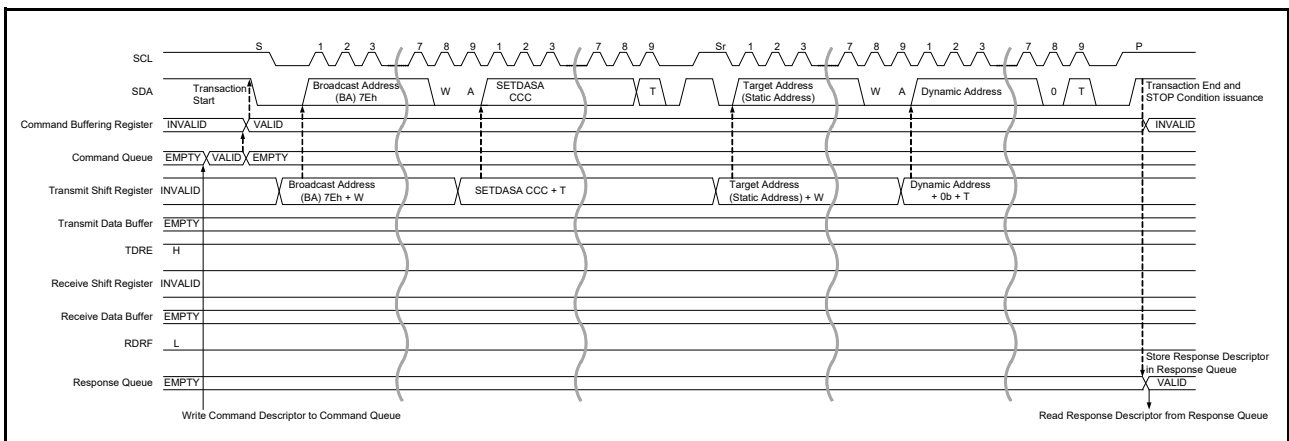 S 1 2 3 7 8 9 1 2 3 7 8 9 Sr 1 2 3 7 8 9 1 2 3 7 8 9 P
SCL
SDA
Transaction
Start
Broadcast Address
(BA) 7Eh
W A
SETDASA
CCC
T
Target Address
(Static Address)
W A
Dynamic Address
0 T
Transaction End and
STOP Condition issuance
Command Buffering Register INVALID VALID INVALID
Command Queue EMPTY VALID EMPTY
Transmit Shift Register INVALID
Broadcast Address
(BA) 7Eh + W
SETDASA CCC + T
Target Address
(Static Address) + W
Dynamic Address
+ 0b + T
Transmit Data Buffer EMPTY
TDRE H
Receive Shift Register INVALID
Receive Data Buffer EMPTY
RDRF L
Store Response Descriptor
in Response Queue
Response Queue EMPTY VALID
Write Command Descriptor to Command Queue
Read Response Descriptor from Response Queue